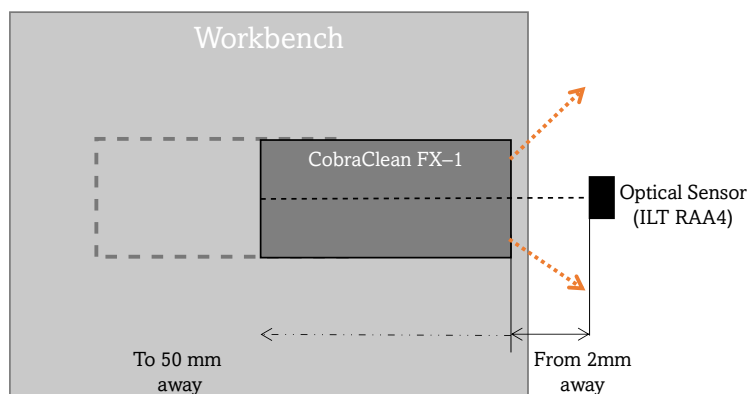 Workbench
CobraClean FX–1
Optical Sensor
(ILT RAA4)
To 50 mm
away
From 2mm
away